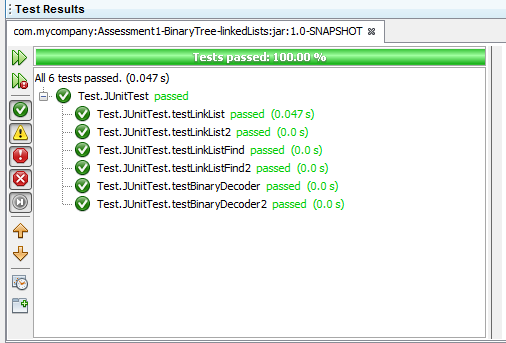 Test Results
com.mycompany:Assessment1-BinaryTree-linkedLists:jar:1.0-SNAPSHOT
Tests passed: 100.00 %
All 6 tests passed. (0.047 s)
Test.JUnitTest passed
Test.JUnitTest.testLinkList passed (0.047 s)
Test.JUnitTest.testLinkList2 passed (0.0 s)
Test.JUnitTest.testLinkListFind passed (0.0 s)
Test.JUnitTest.testLinkListFind2 passed (0.0 s)
Test.JUnitTest.testBinaryDecoder passed (0.0 s)
Test.JUnitTest.testBinaryDecoder2 passed (0.0 s)